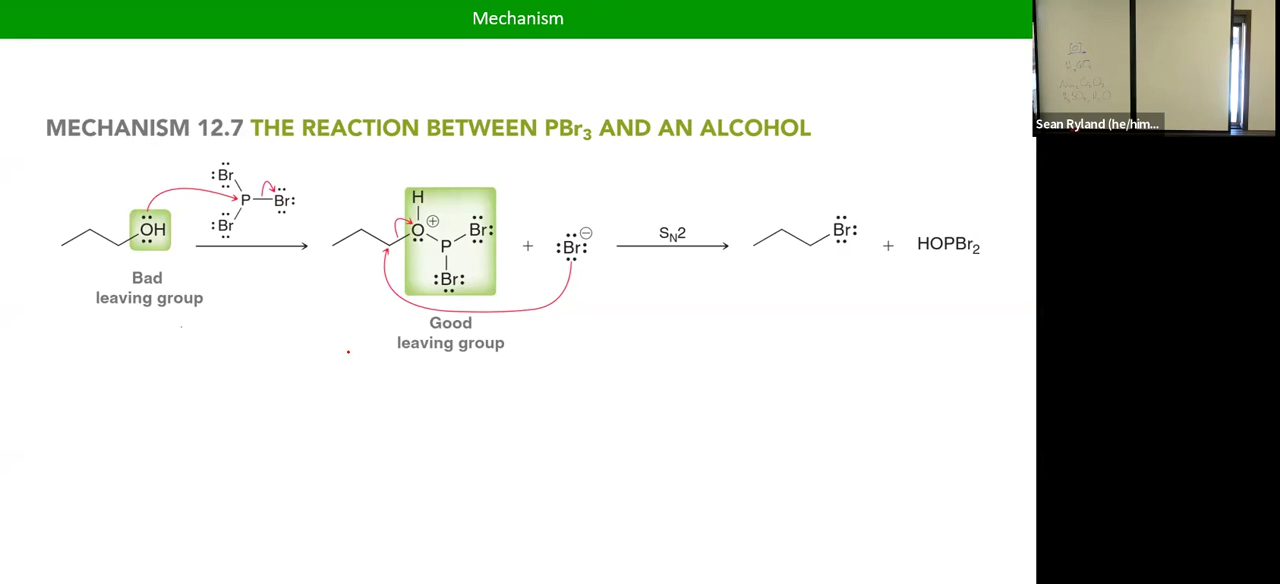 Mechanism
MECHANISM 12.7 THE REACTION BETWEEN PBr3 AND AN ALCOHOL
:Br
P
Br:
:Br
OH
Bad
leaving group
H
O
⊕
P
Br:
:Br:
Good
leaving group
+
:Br:
⊖
SN2
Br:
+
HOPBr2
Sean Ryland (he/him...